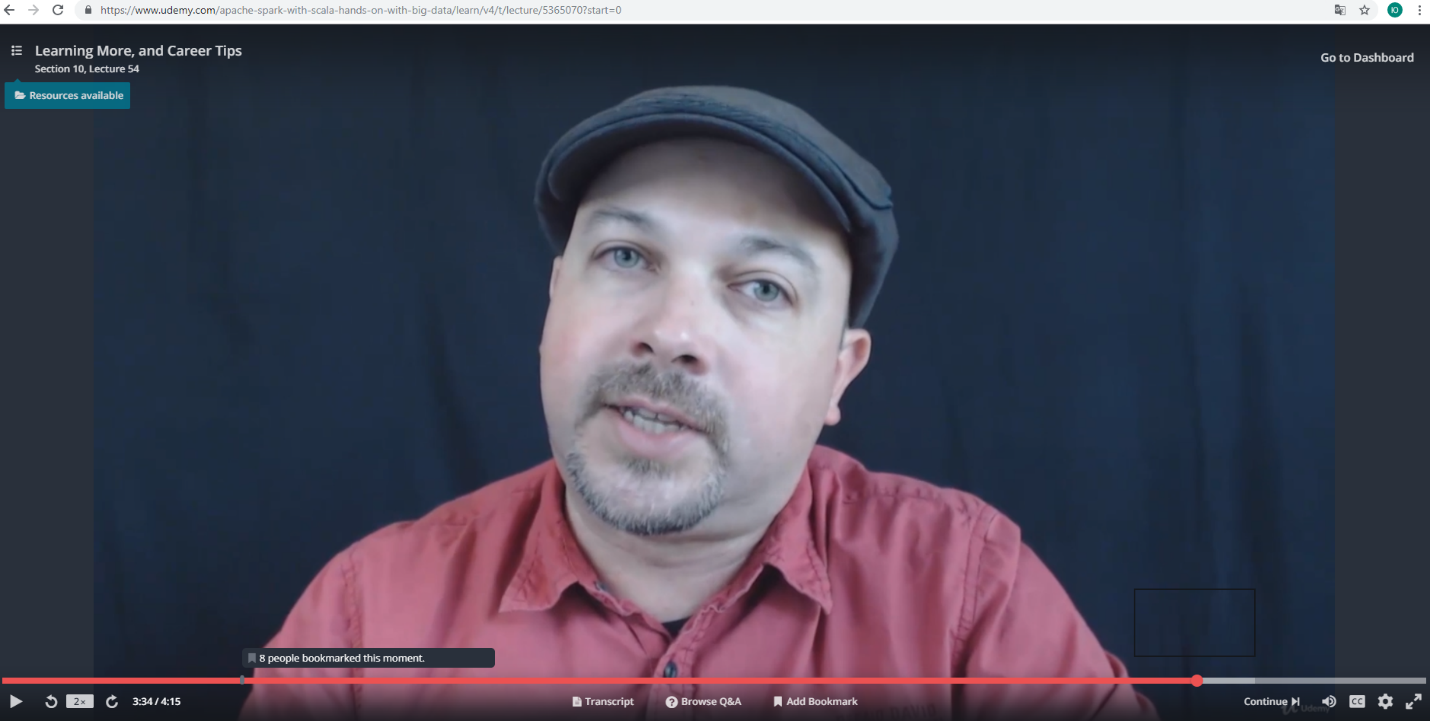 https://www.udemy.com/apache-spark-with-scala-hands-on-with-big-data/learn/v4/t/lecture/5365070?start=0
Ю
Learning More, and Career Tips
Section 10, Lecture 54
Go to Dashboard
Resources available
8 people bookmarked this moment.
2×
3:34 / 4:15
Transcript
Browse Q&A
Add Bookmark
Continue
CC
Udemy